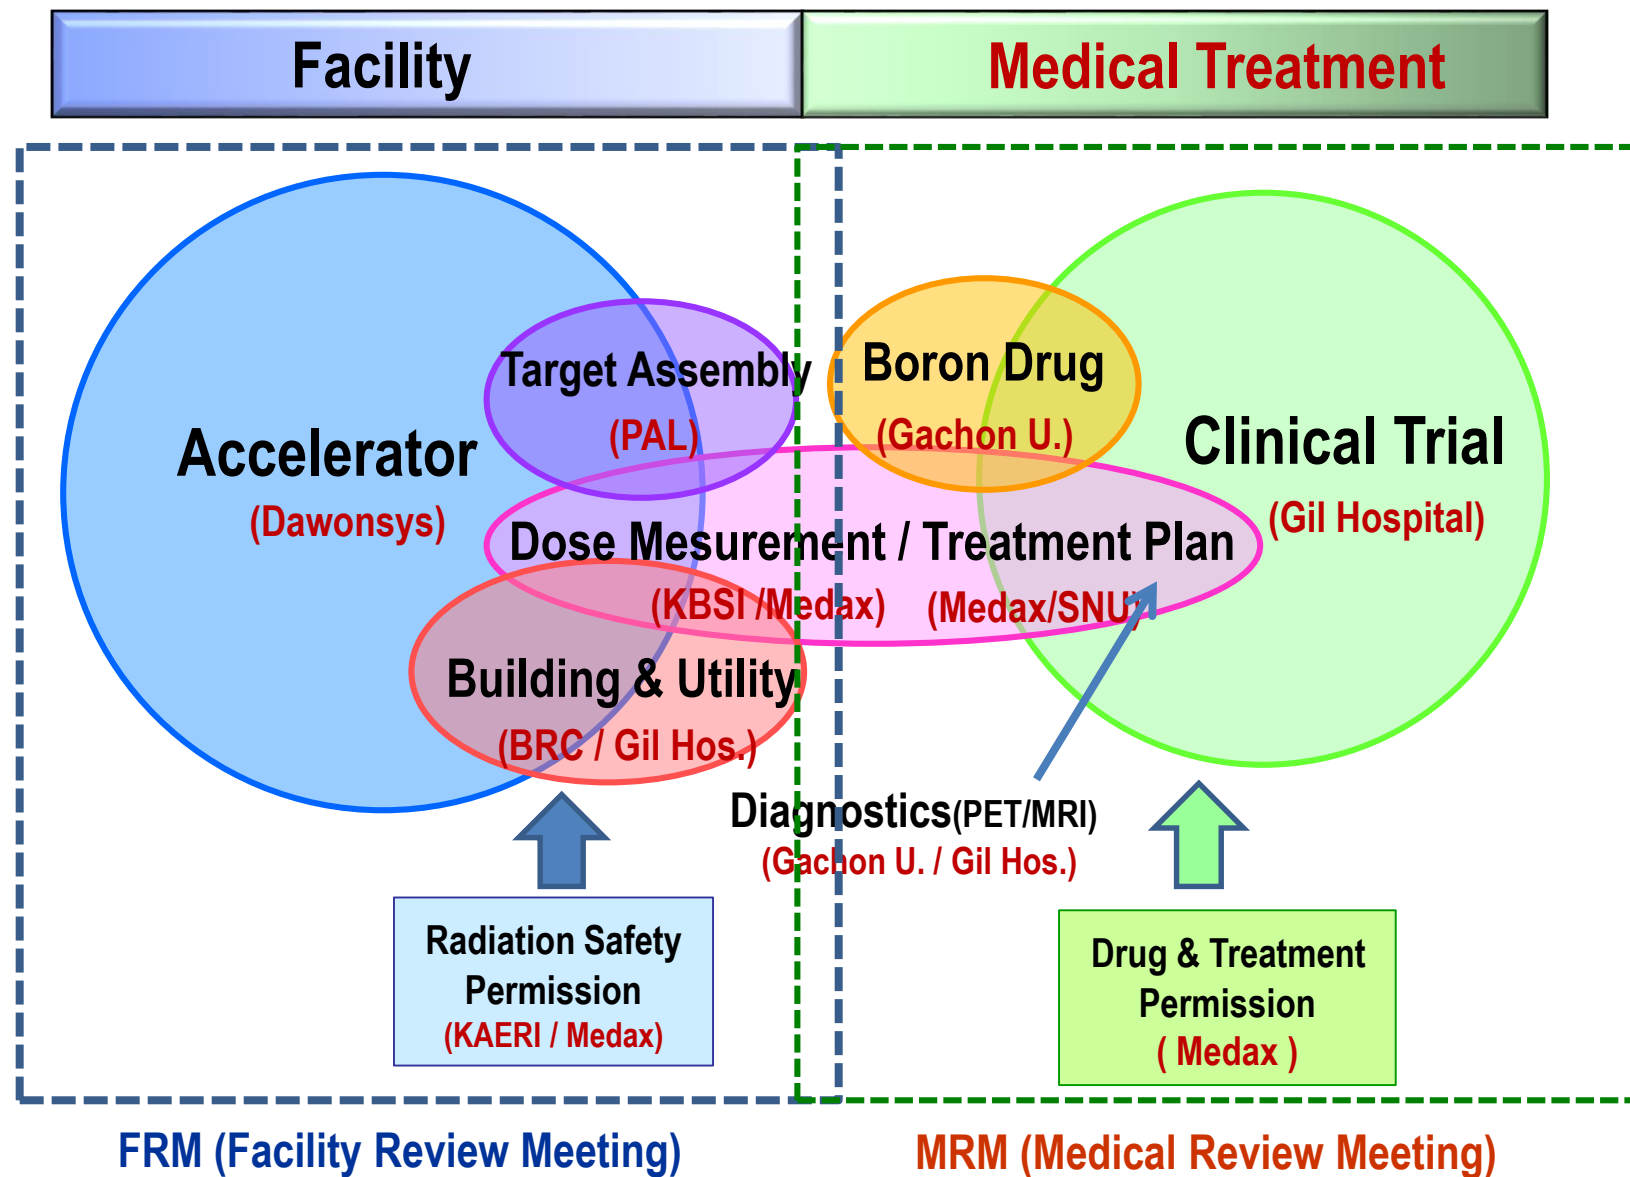 Facility
Medical Treatment
Target Assembly
(PAL)
Boron Drug
(Gachon U.)
Accelerator
(Dawonsys)
Clinical Trial
(Gil Hospital)
Dose Mesurement / Treatment Plan
(KBSI /Medax)
(Medax/SNU)
Building & Utility
(BRC / Gil Hos.)
Diagnostics(PET/MRI)
(Gachon U. / Gil Hos.)
Radiation Safety
Permission
(KAERI / Medax)
Drug & Treatment
Permission
( Medax )
FRM (Facility Review Meeting)
MRM (Medical Review Meeting)